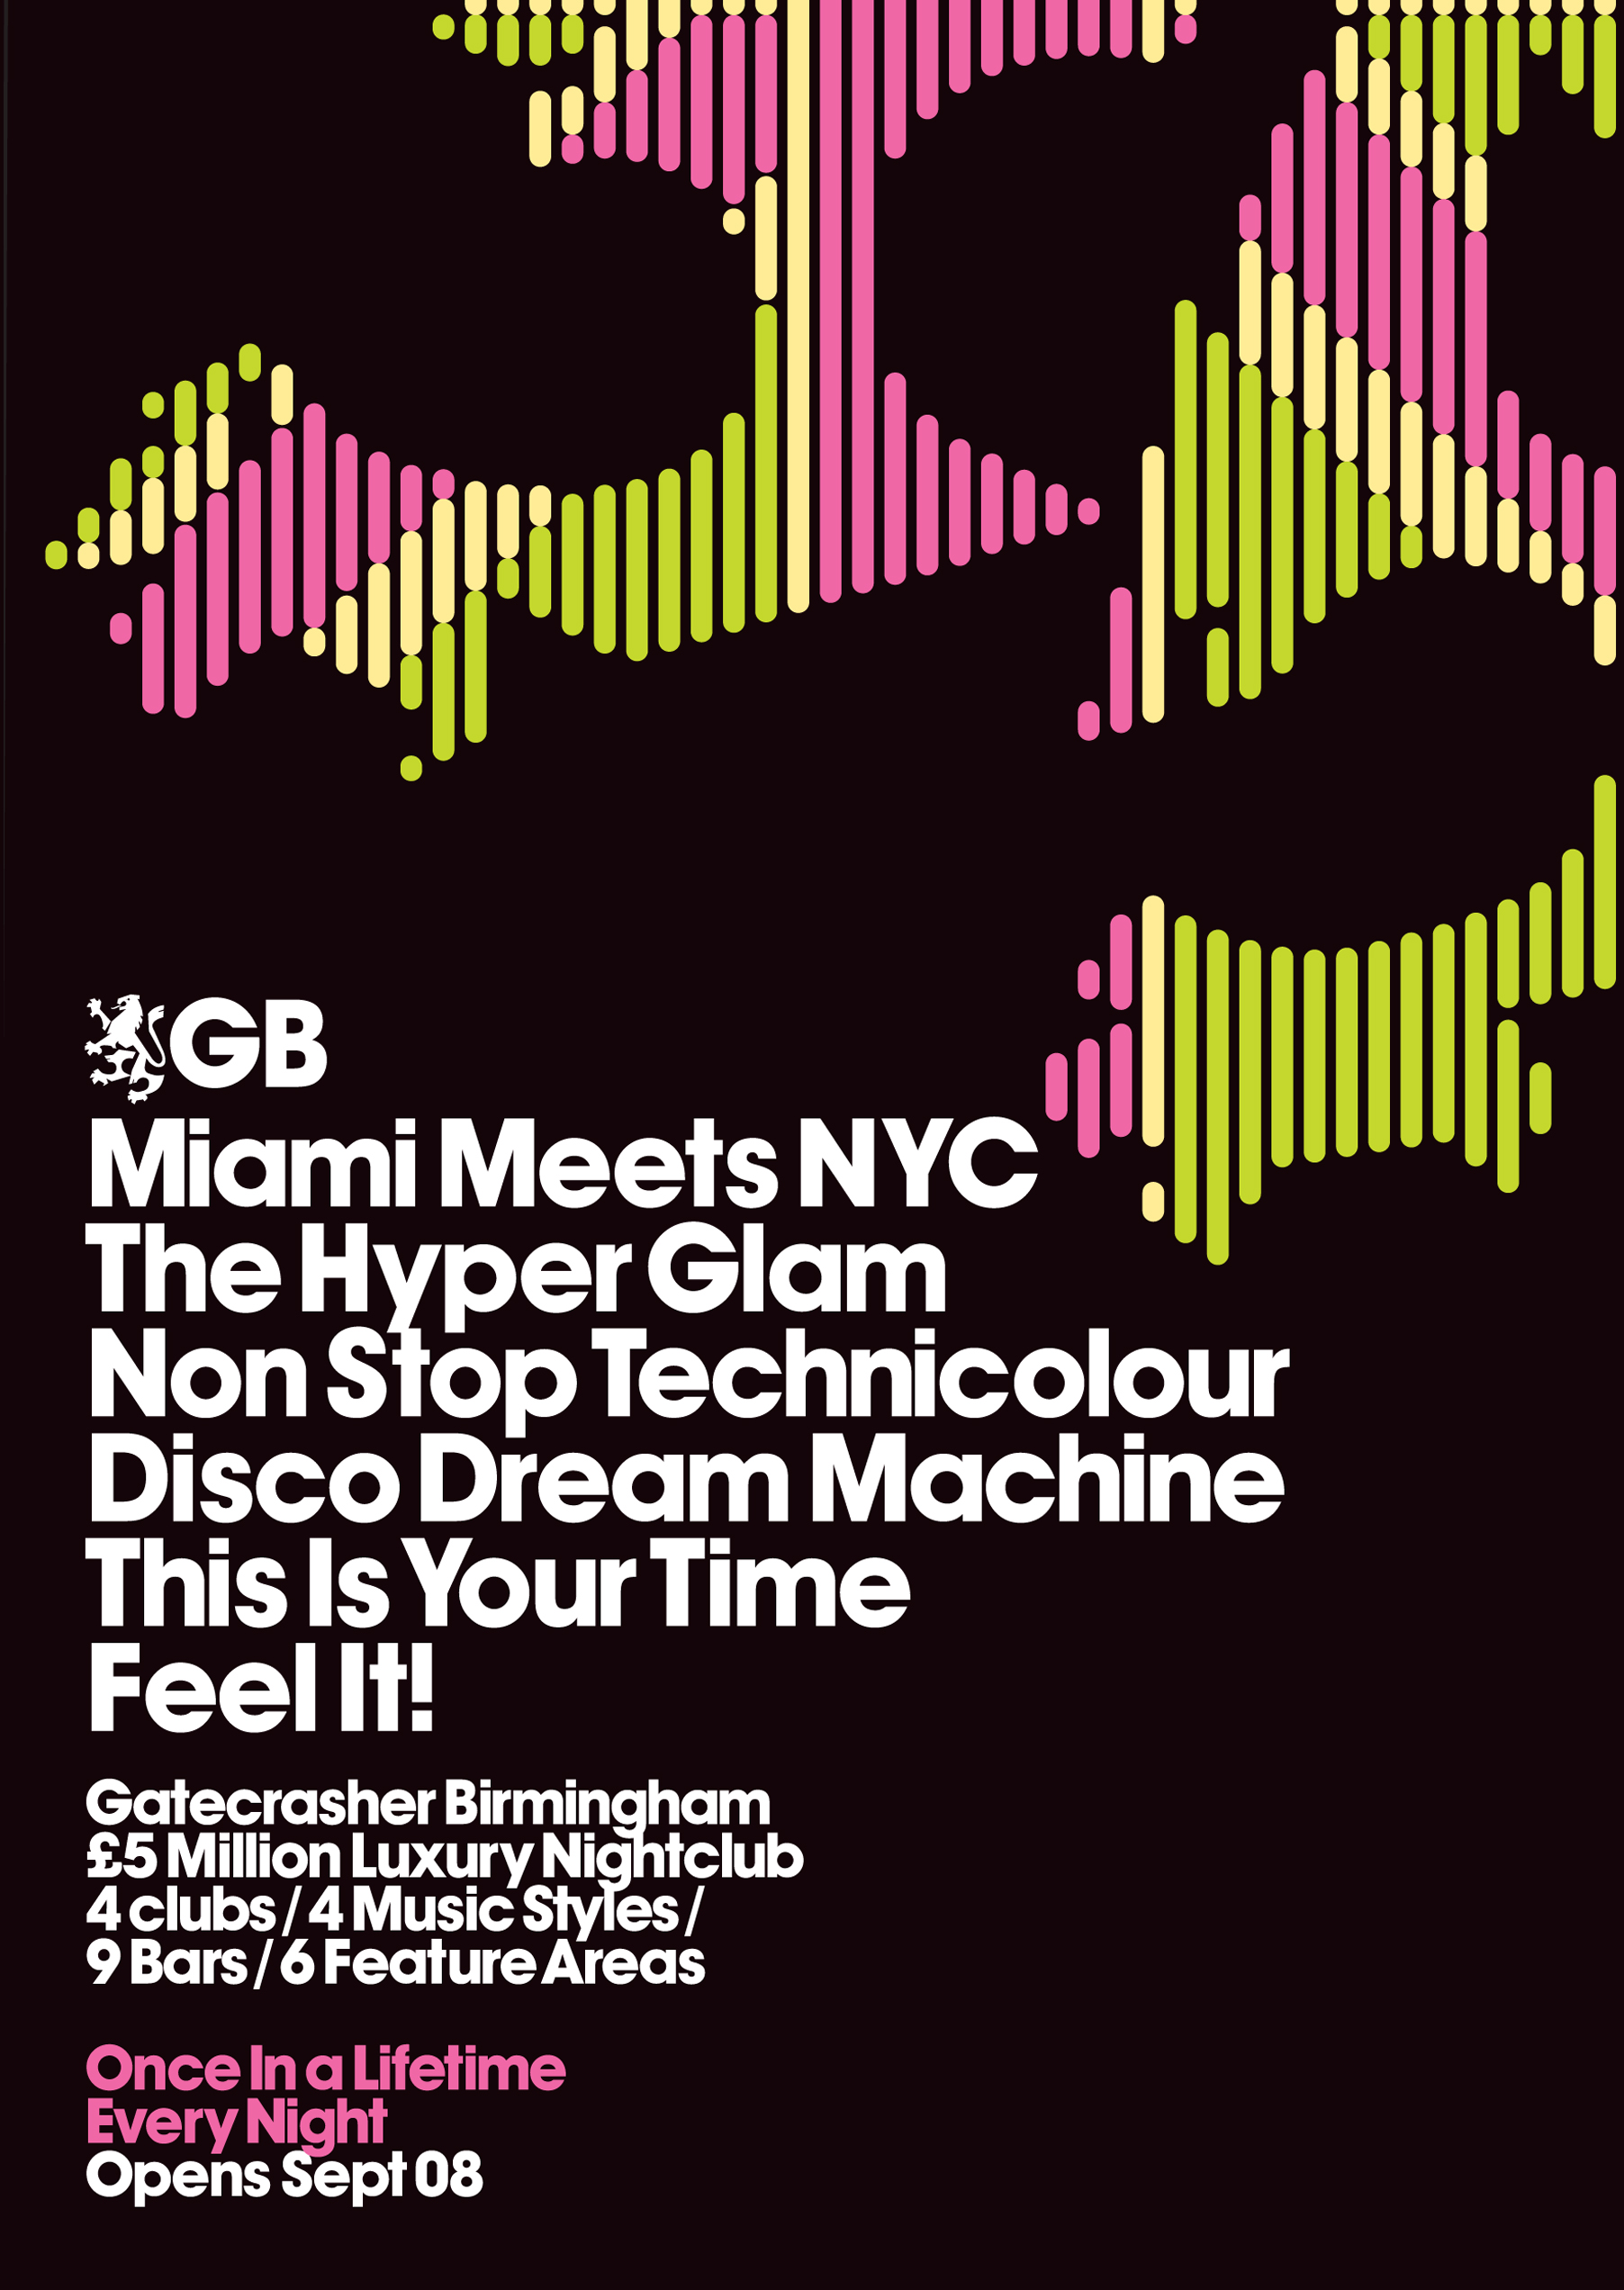 GB
Miami Meets NYC
The Hyper Glam
Non Stop Technicolour
Disco Dream Machine
This Is Your Time
Feel It!
Gatecrasher Birmingham
£5 Million Luxury Nightclub
4 clubs/4 Music Styles/
9 Bars/6 Feature Areas
Once In a Lifetime
Every Night
Opens Sept 08